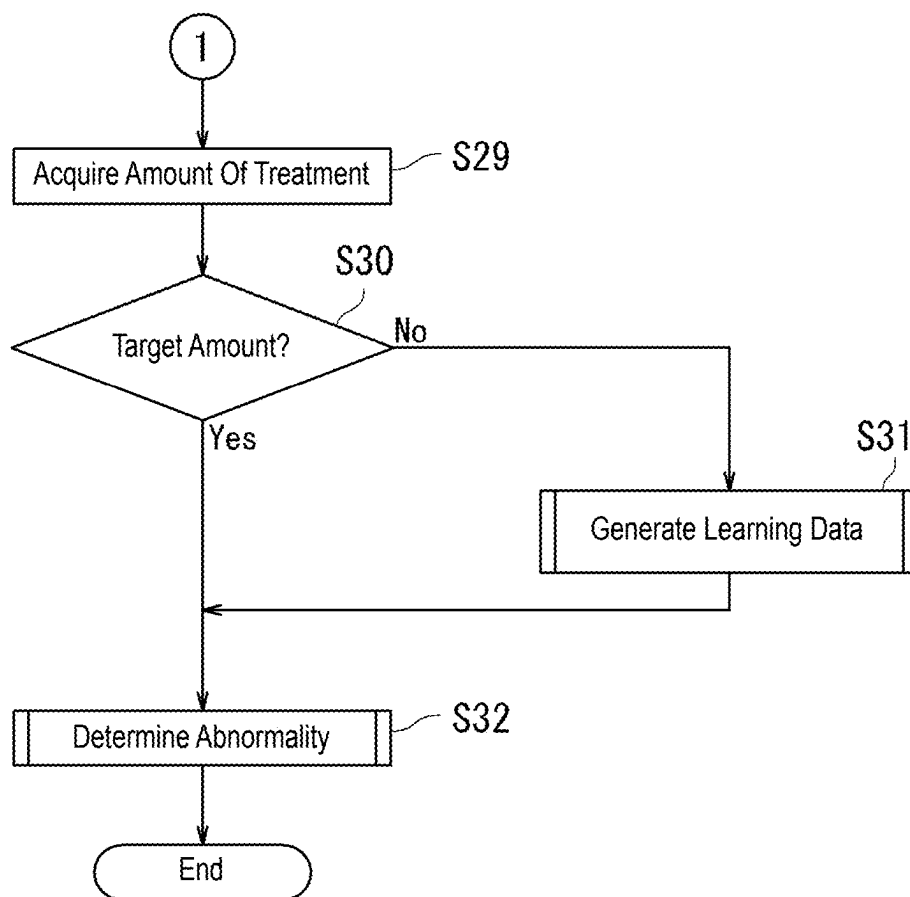 1
Acquire Amount Of Treatment
S29
S30
Target Amount?
No
Yes
S31
Generate Learning Data
Determine Abnormality
S32
End